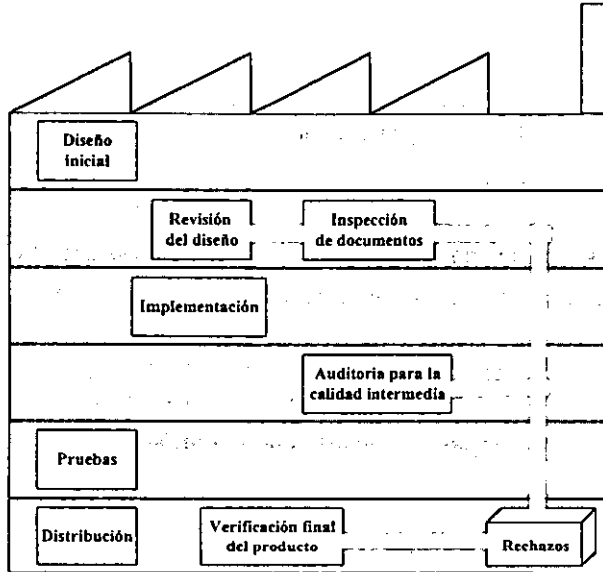 Diseño
inicial
Revisión
del diseño
Inspección
de documentos
Implementación
Auditoria para la
calidad intermedia
Pruebas
Distribución
Verificación final
del producto
Rechazos